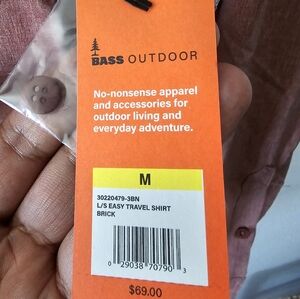 BASS OUTDOOR
No-nonsense apparel
and accessories for
outdoor living and
everyday adventure.
M
30220479-3BN
L/S EASY TRAVEL SHIRT
BRICK
0 29038 70790 3
$69.00